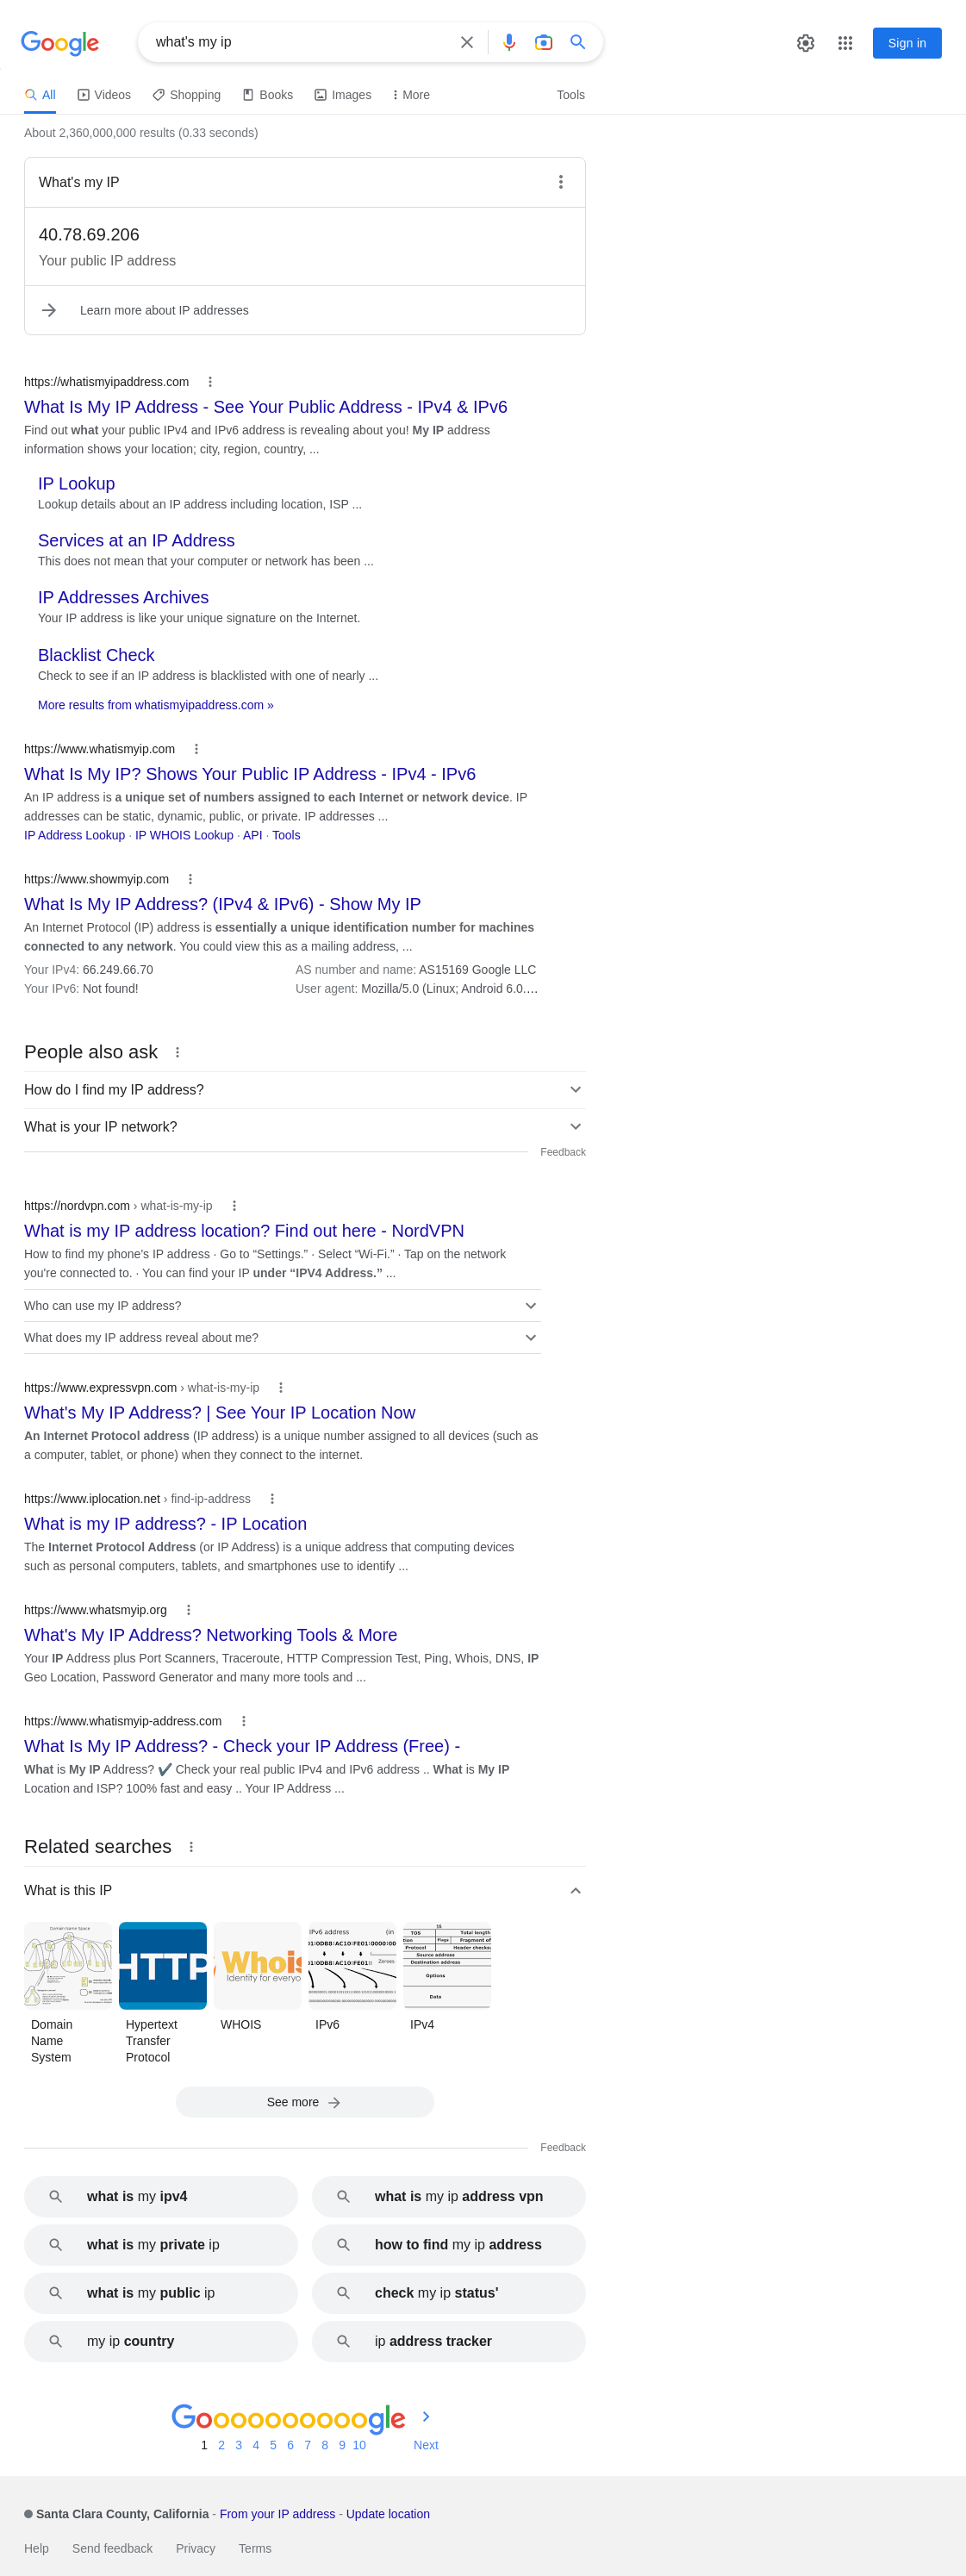 Google
what's my ip
Sign in
All
Videos
Shopping
Books
Images
More
Tools
About 2,360,000,000 results (0.33 seconds)
What's my IP
40.78.69.206
Your public IP address
Learn more about IP addresses
https://whatismyipaddress.com
What Is My IP Address - See Your Public Address - IPv4 & IPv6
Find out what your public IPv4 and IPv6 address is revealing about you! My IP address
information shows your location; city, region, country, ...
IP Lookup
Lookup details about an IP address including location, ISP ...
Services at an IP Address
This does not mean that your computer or network has been ...
IP Addresses Archives
Your IP address is like your unique signature on the Internet.
Blacklist Check
Check to see if an IP address is blacklisted with one of nearly ...
More results from whatismyipaddress.com »
https://www.whatismyip.com
What Is My IP? Shows Your Public IP Address - IPv4 - IPv6
An IP address is a unique set of numbers assigned to each Internet or network device. IP
addresses can be static, dynamic, public, or private. IP addresses ...
IP Address Lookup · IP WHOIS Lookup · API · Tools
https://www.showmyip.com
What Is My IP Address? (IPv4 & IPv6) - Show My IP
An Internet Protocol (IP) address is essentially a unique identification number for machines
connected to any network. You could view this as a mailing address, ...
Your IPv4: 66.249.66.70
AS number and name: AS15169 Google LLC
Your IPv6: Not found!
User agent: Mozilla/5.0 (Linux; Android 6.0....
People also ask
How do I find my IP address?
What is your IP network?
Feedback
https://nordvpn.com › what-is-my-ip
What is my IP address location? Find out here - NordVPN
How to find my phone's IP address · Go to “Settings.” · Select “Wi-Fi.” · Tap on the network
you're connected to. · You can find your IP under “IPV4 Address.” ...
Who can use my IP address?
What does my IP address reveal about me?
https://www.expressvpn.com › what-is-my-ip
What's My IP Address? | See Your IP Location Now
An Internet Protocol address (IP address) is a unique number assigned to all devices (such as
a computer, tablet, or phone) when they connect to the internet.
https://www.iplocation.net › find-ip-address
What is my IP address? - IP Location
The Internet Protocol Address (or IP Address) is a unique address that computing devices
such as personal computers, tablets, and smartphones use to identify ...
https://www.whatsmyip.org
What's My IP Address? Networking Tools & More
Your IP Address plus Port Scanners, Traceroute, HTTP Compression Test, Ping, Whois, DNS, IP
Geo Location, Password Generator and many more tools and ...
https://www.whatismyip-address.com
What Is My IP Address? - Check your IP Address (Free) -
What is My IP Address? ✔ Check your real public IPv4 and IPv6 address .. What is My IP
Location and ISP? 100% fast and easy .. Your IP Address ...
Related searches
What is this IP
Domain Name Space
HTTP
Whois
Identity for everyo
IPv6 address (in
Zeroes
16
TOS
Total length
Flags
Fragment of
Protocol
Header checks
Source address
Destination address
Options
Data
Domain
Name
System
Hypertext
Transfer
Protocol
WHOIS
IPv6
IPv4
See more
Feedback
what is my ipv4
what is my ip address vpn
what is my private ip
how to find my ip address
what is my public ip
check my ip status'
my ip country
ip address tracker
Goooooooooogle
1 2 3 4 5 6 7 8 9 10 Next
Santa Clara County, California - From your IP address - Update location
Help
Send feedback
Privacy
Terms